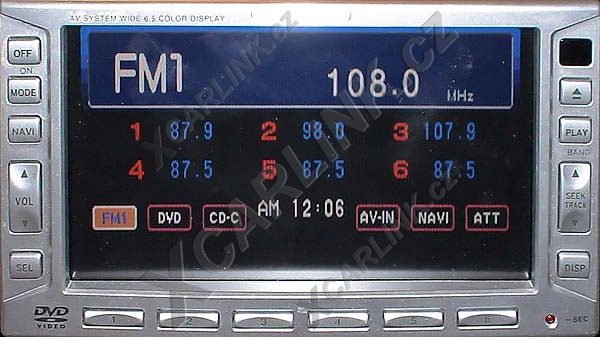 AV SYSTEM WIDE 6.5 COLOR DISPLAY
OFF
ON
MODE
NAVI
VOL
SEL
FM1 108.0 MHz
1 87.9 2 98.0 3 107.9
4 87.5 5 87.5 6 87.5
FM1 DVD CD-C AM 12:06 AV-IN NAVI ATT
PLAY
BAND
SEEK
TRACK
DISP
DVD
VIDEO
1 2 3 4 5 6
SEC
XCARLINK.CZ
XCARLINK.CZ